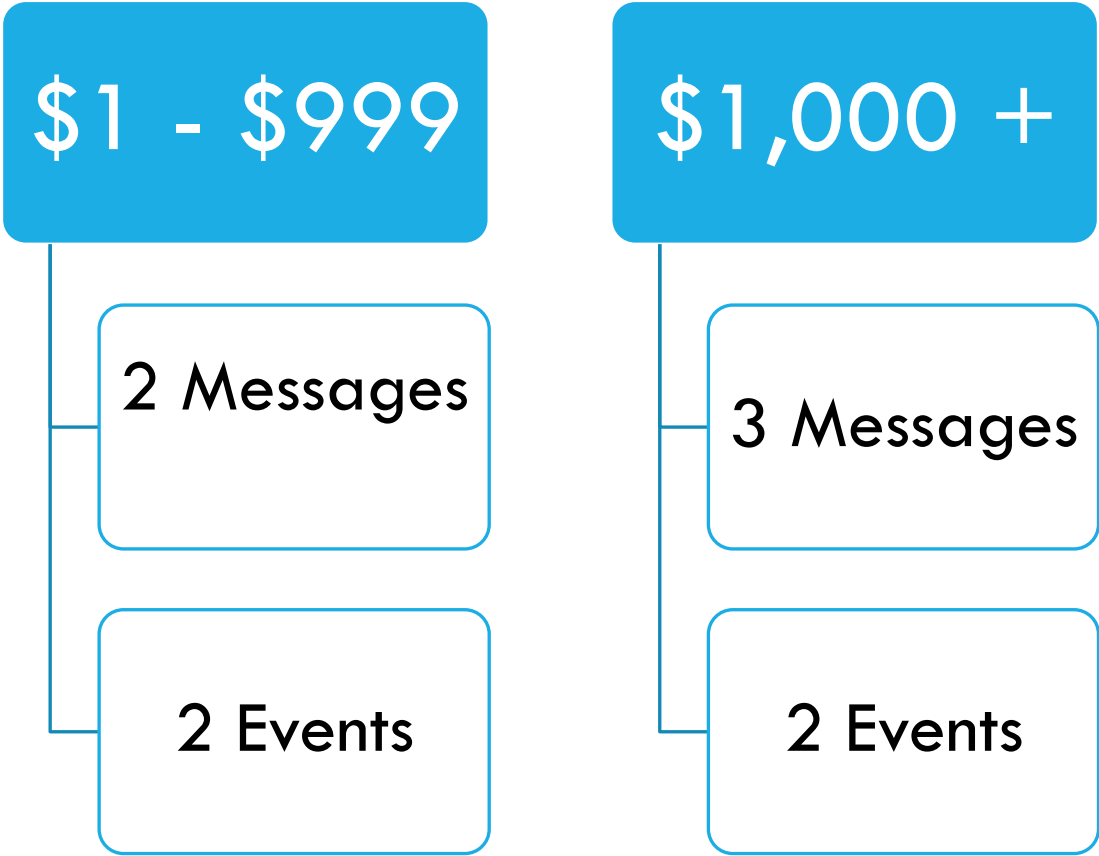 $1 - $999
2 Messages
2 Events
$1,000 +
3 Messages
2 Events